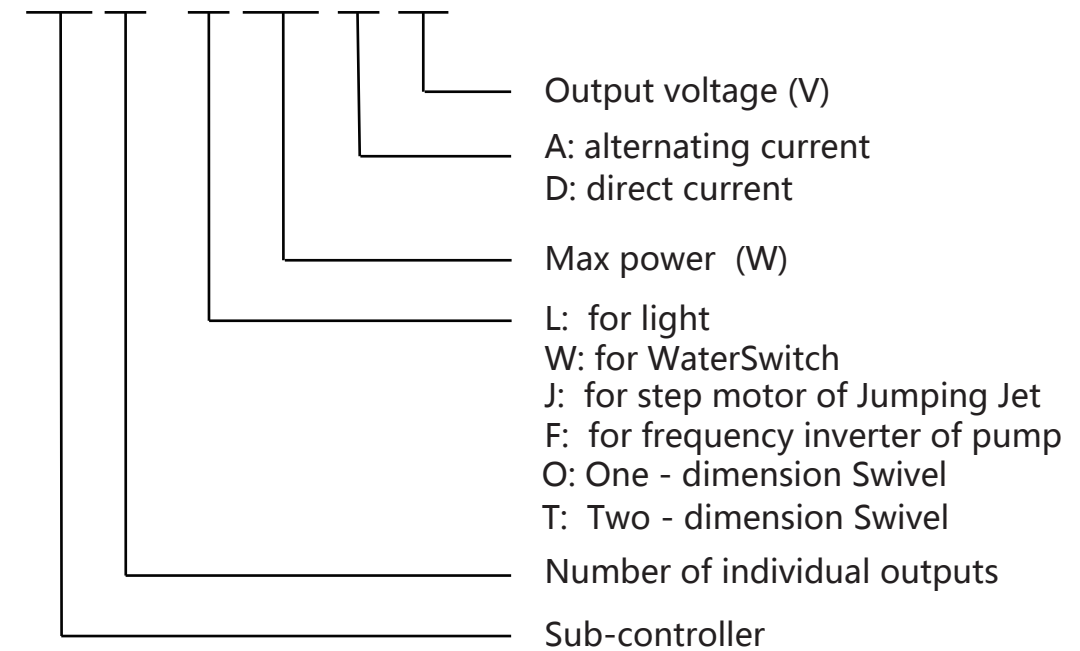 Output voltage (V)
A: alternating current
D: direct current
Max power (W)
L: for light
W: for WaterSwitch
J: for step motor of Jumping Jet
F: for frequency inverter of pump
O: One - dimension Swivel
T: Two - dimension Swivel
Number of individual outputs
Sub-controller